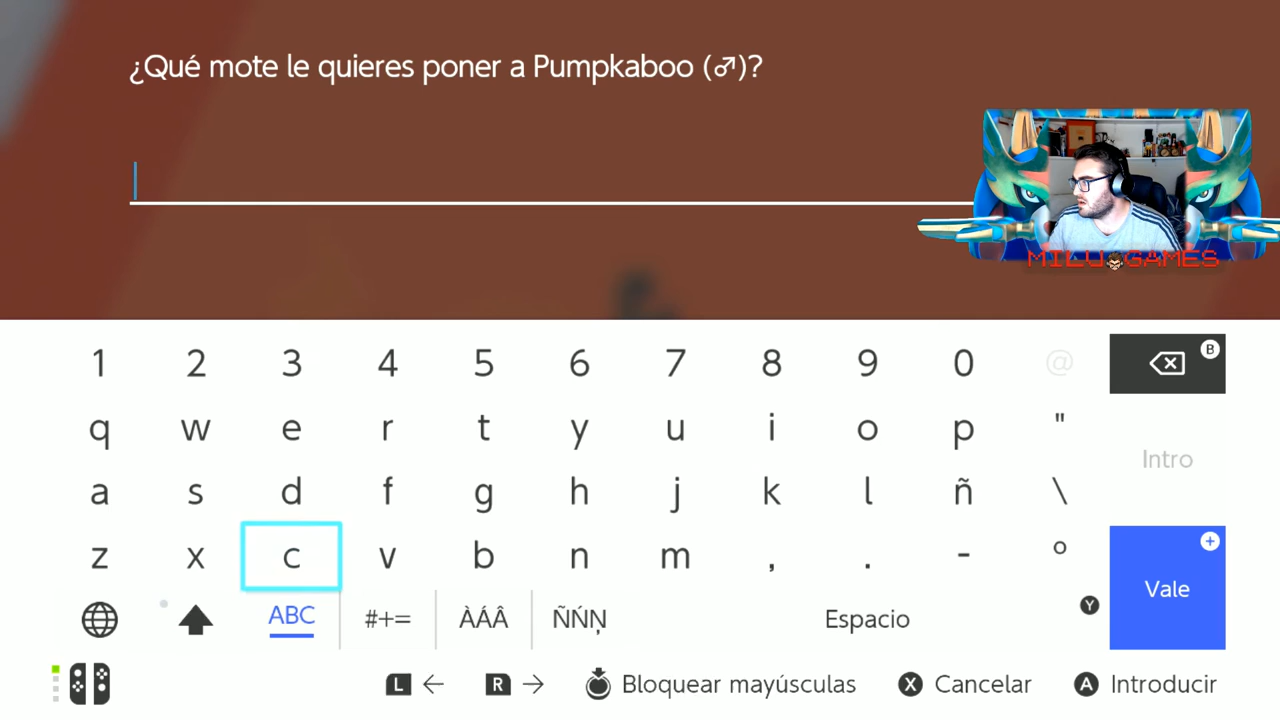 ¿Qué mote le quieres poner a Pumpkaboo (♂)?
MILU GAMES
1 2 3 4 5 6 7 8 9 0 @ B
q w e r t y u i o p " Intro
a s d f g h j k l ñ \
z x c v b n m , . - º + Vale
ABC #+= ÀÁÂ ÑŃŅ Espacio Y
L ← R → Bloquear mayúsculas X Cancelar A Introducir